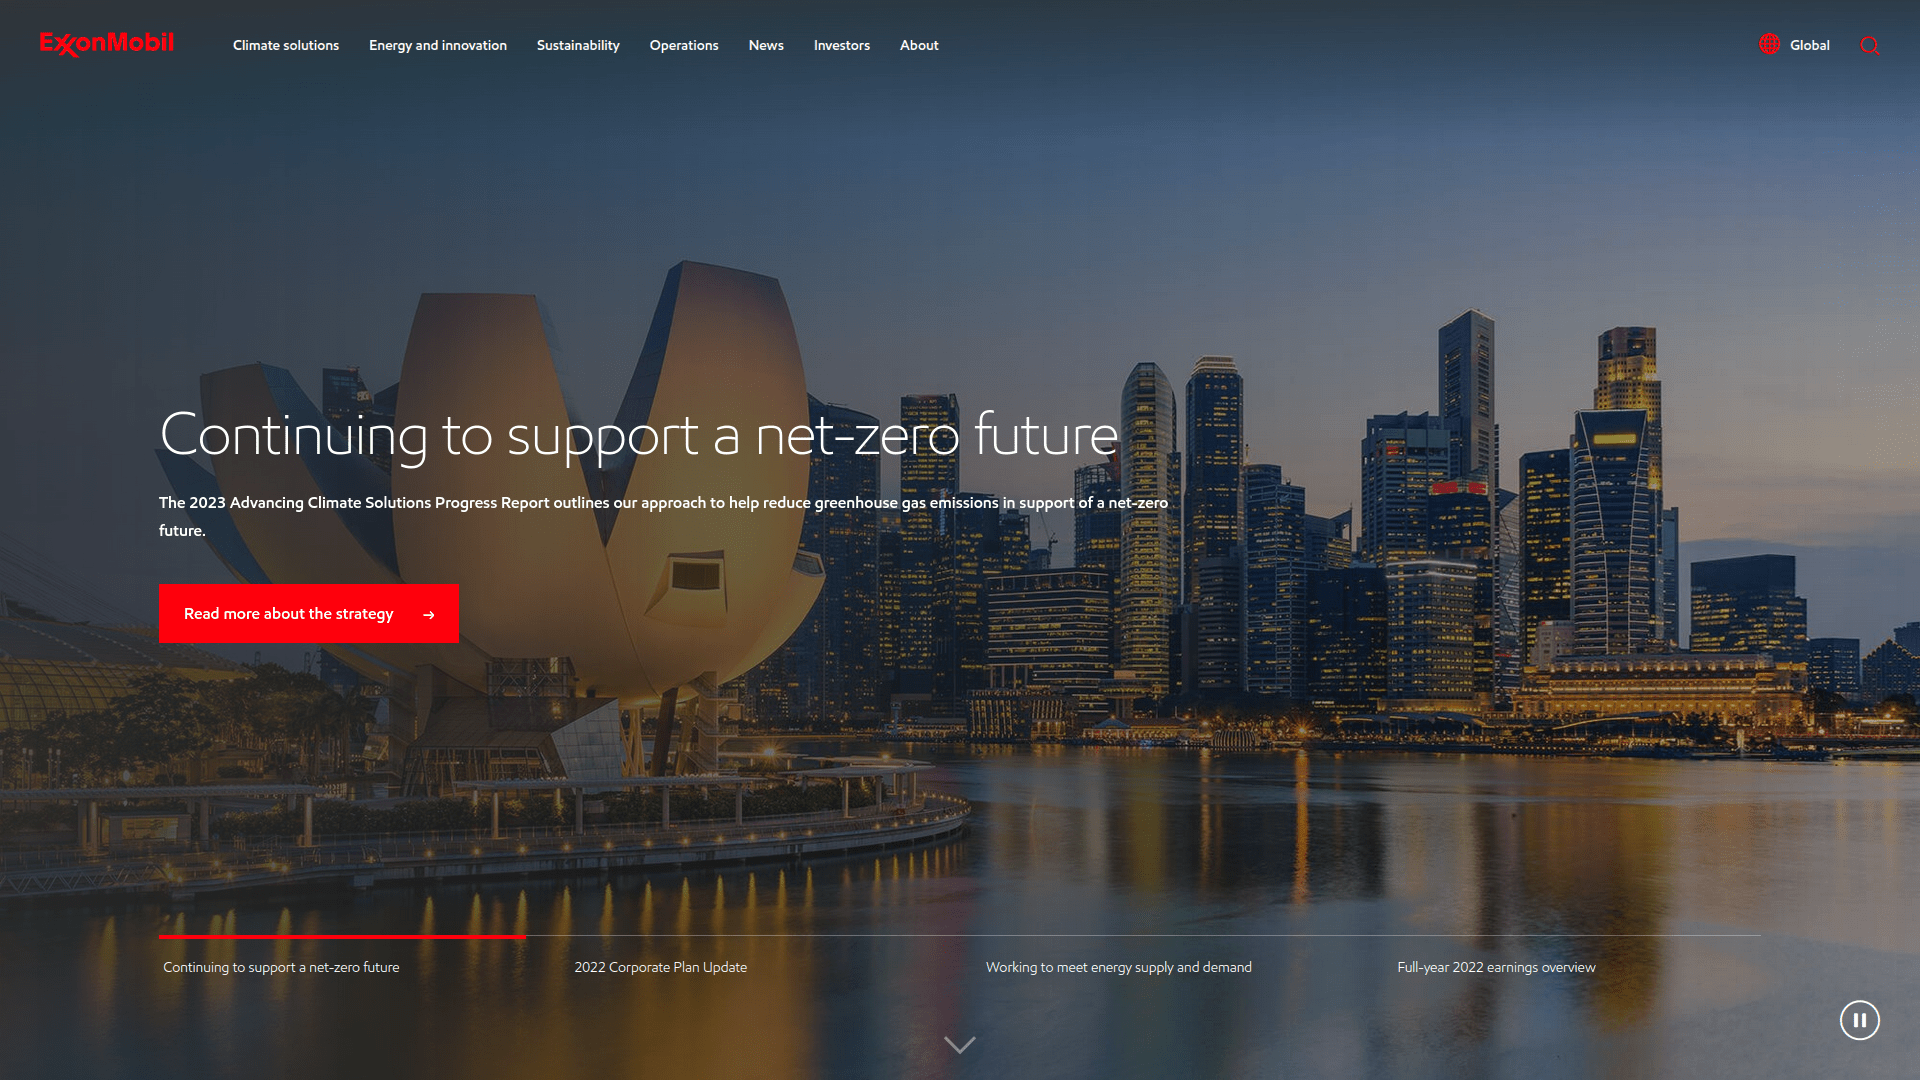 ExxonMobil
Climate solutions
Energy and innovation
Sustainability
Operations
News
Investors
About
Global
Continuing to support a net-zero future
The 2023 Advancing Climate Solutions Progress Report outlines our approach to help reduce greenhouse gas emissions in support of a net-zero
future.
Read more about the strategy →
Continuing to support a net-zero future
2022 Corporate Plan Update
Working to meet energy supply and demand
Full-year 2022 earnings overview